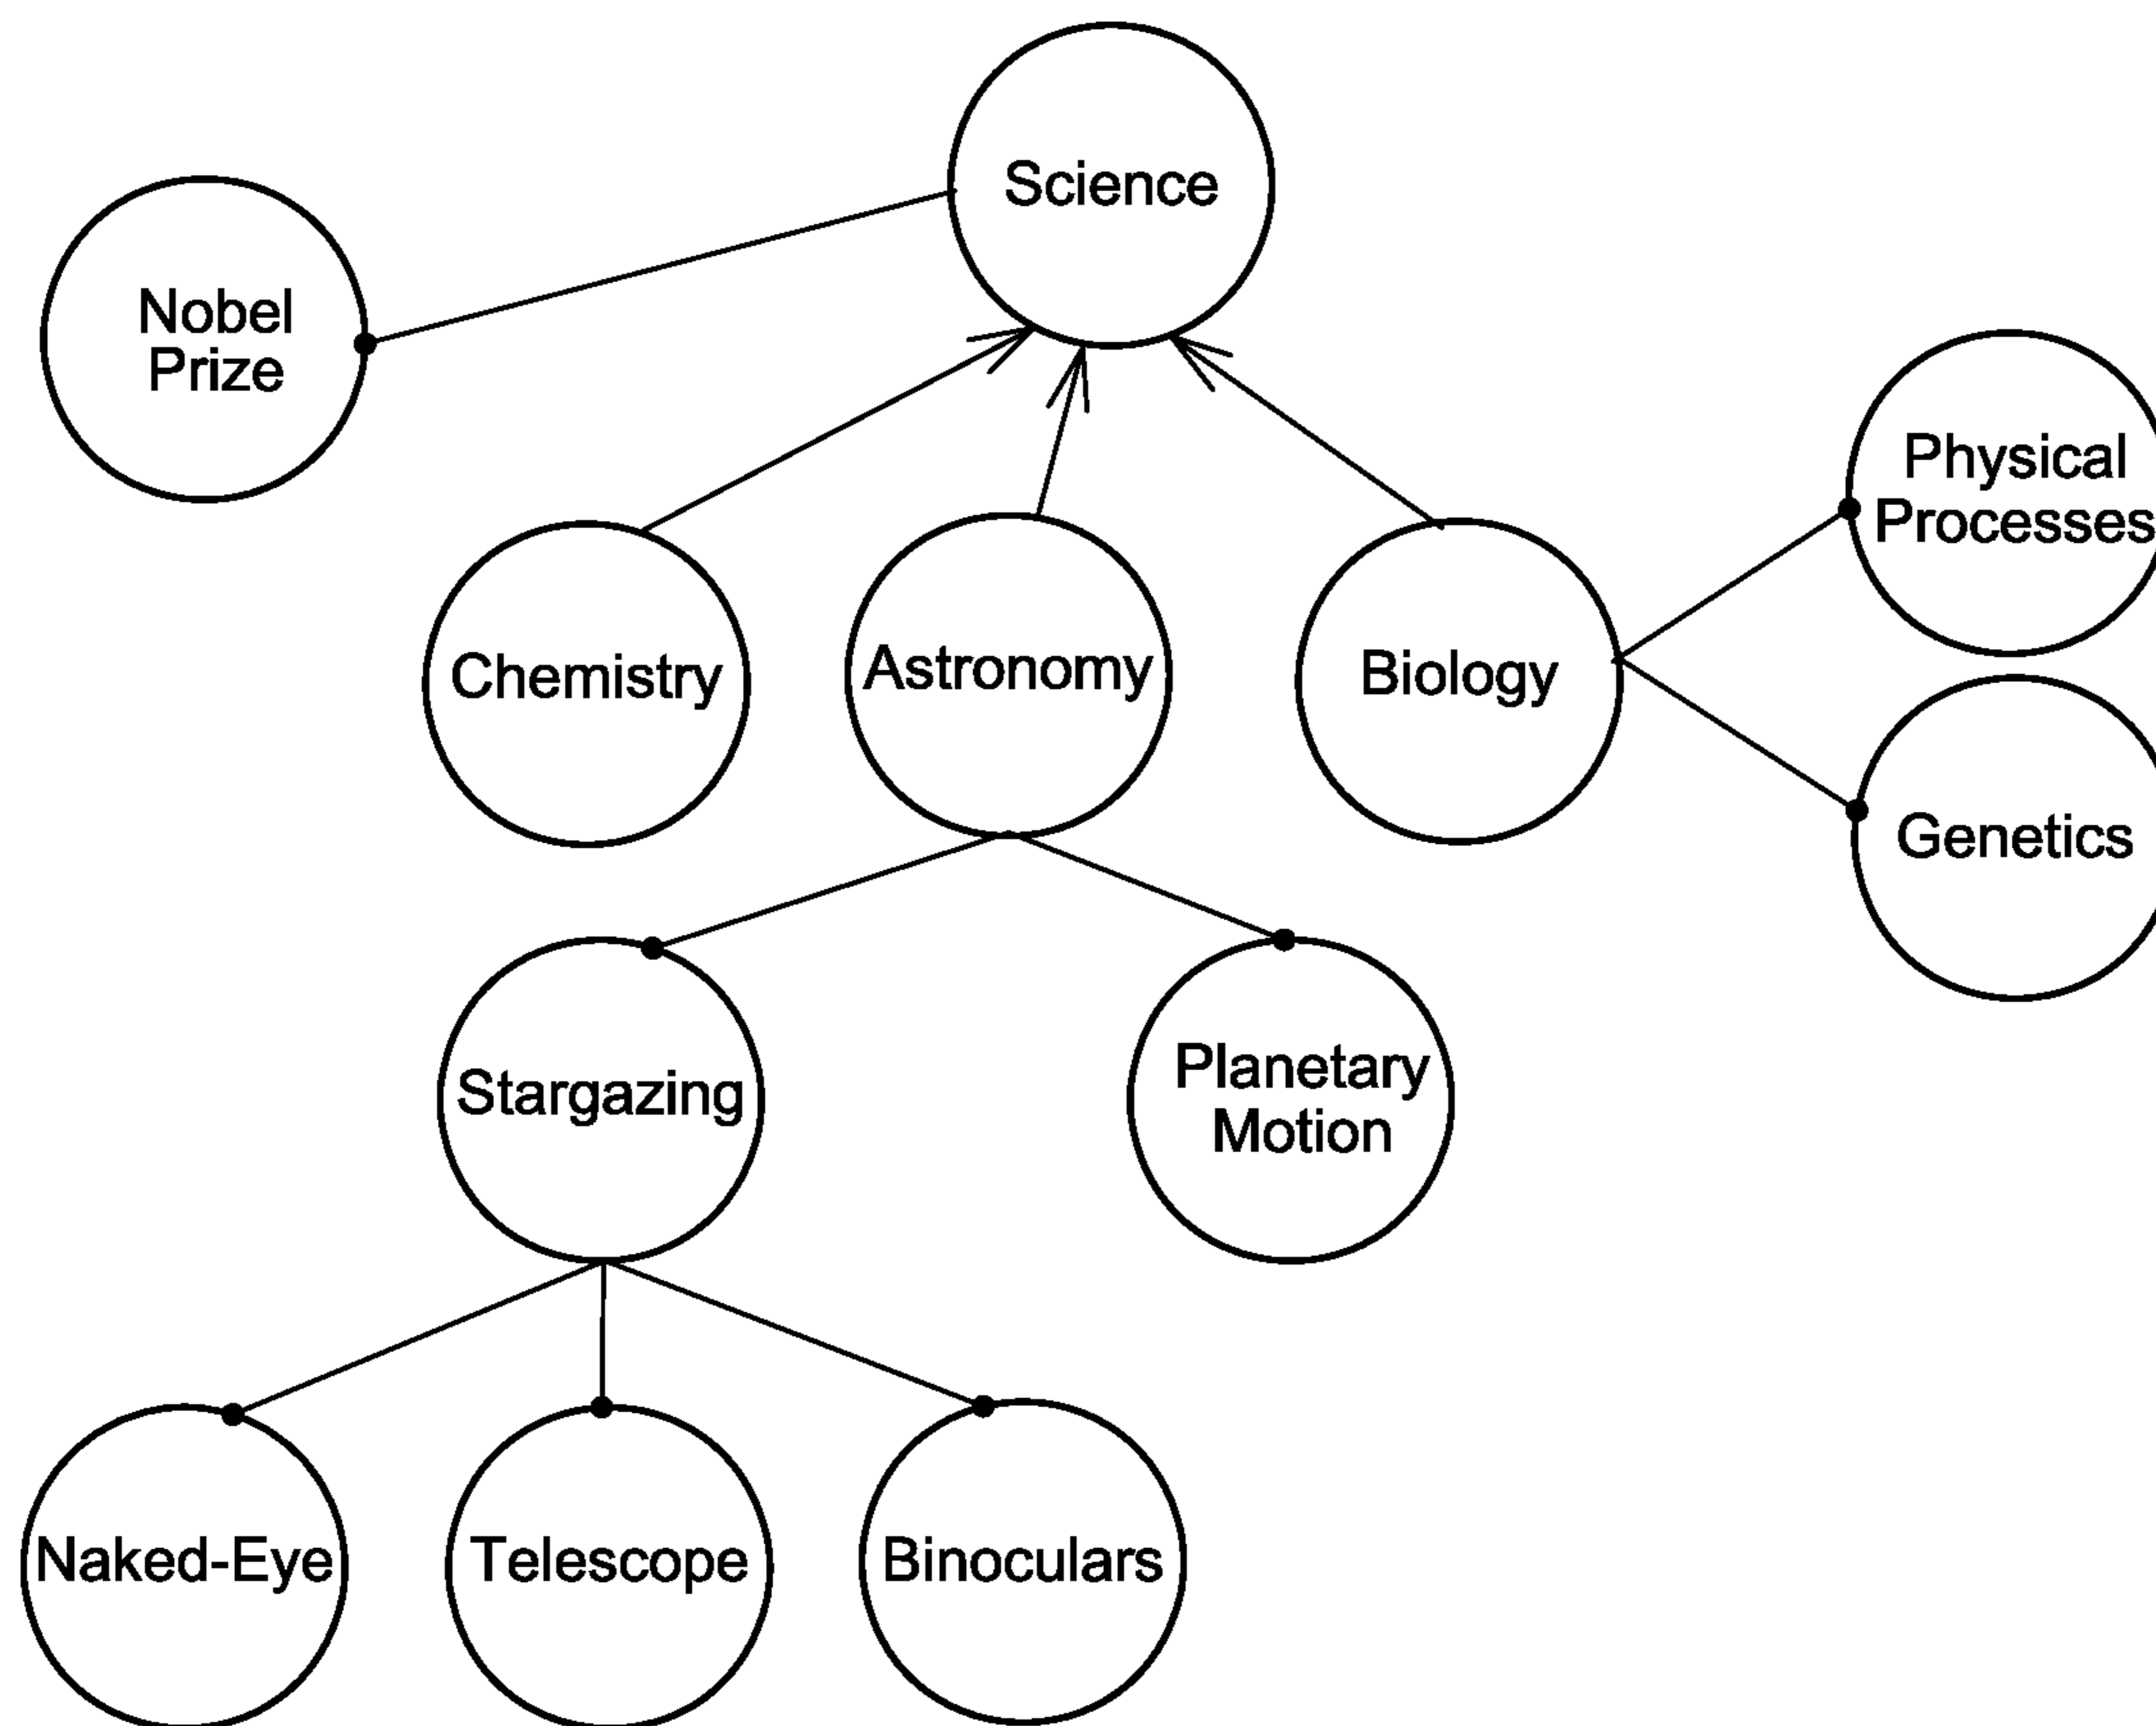 Science
Nobel
Prize
Physical
Processes
Chemistry
Astronomy
Biology
Genetics
Stargazing
Planetary
Motion
Naked-Eye
Telescope
Binoculars